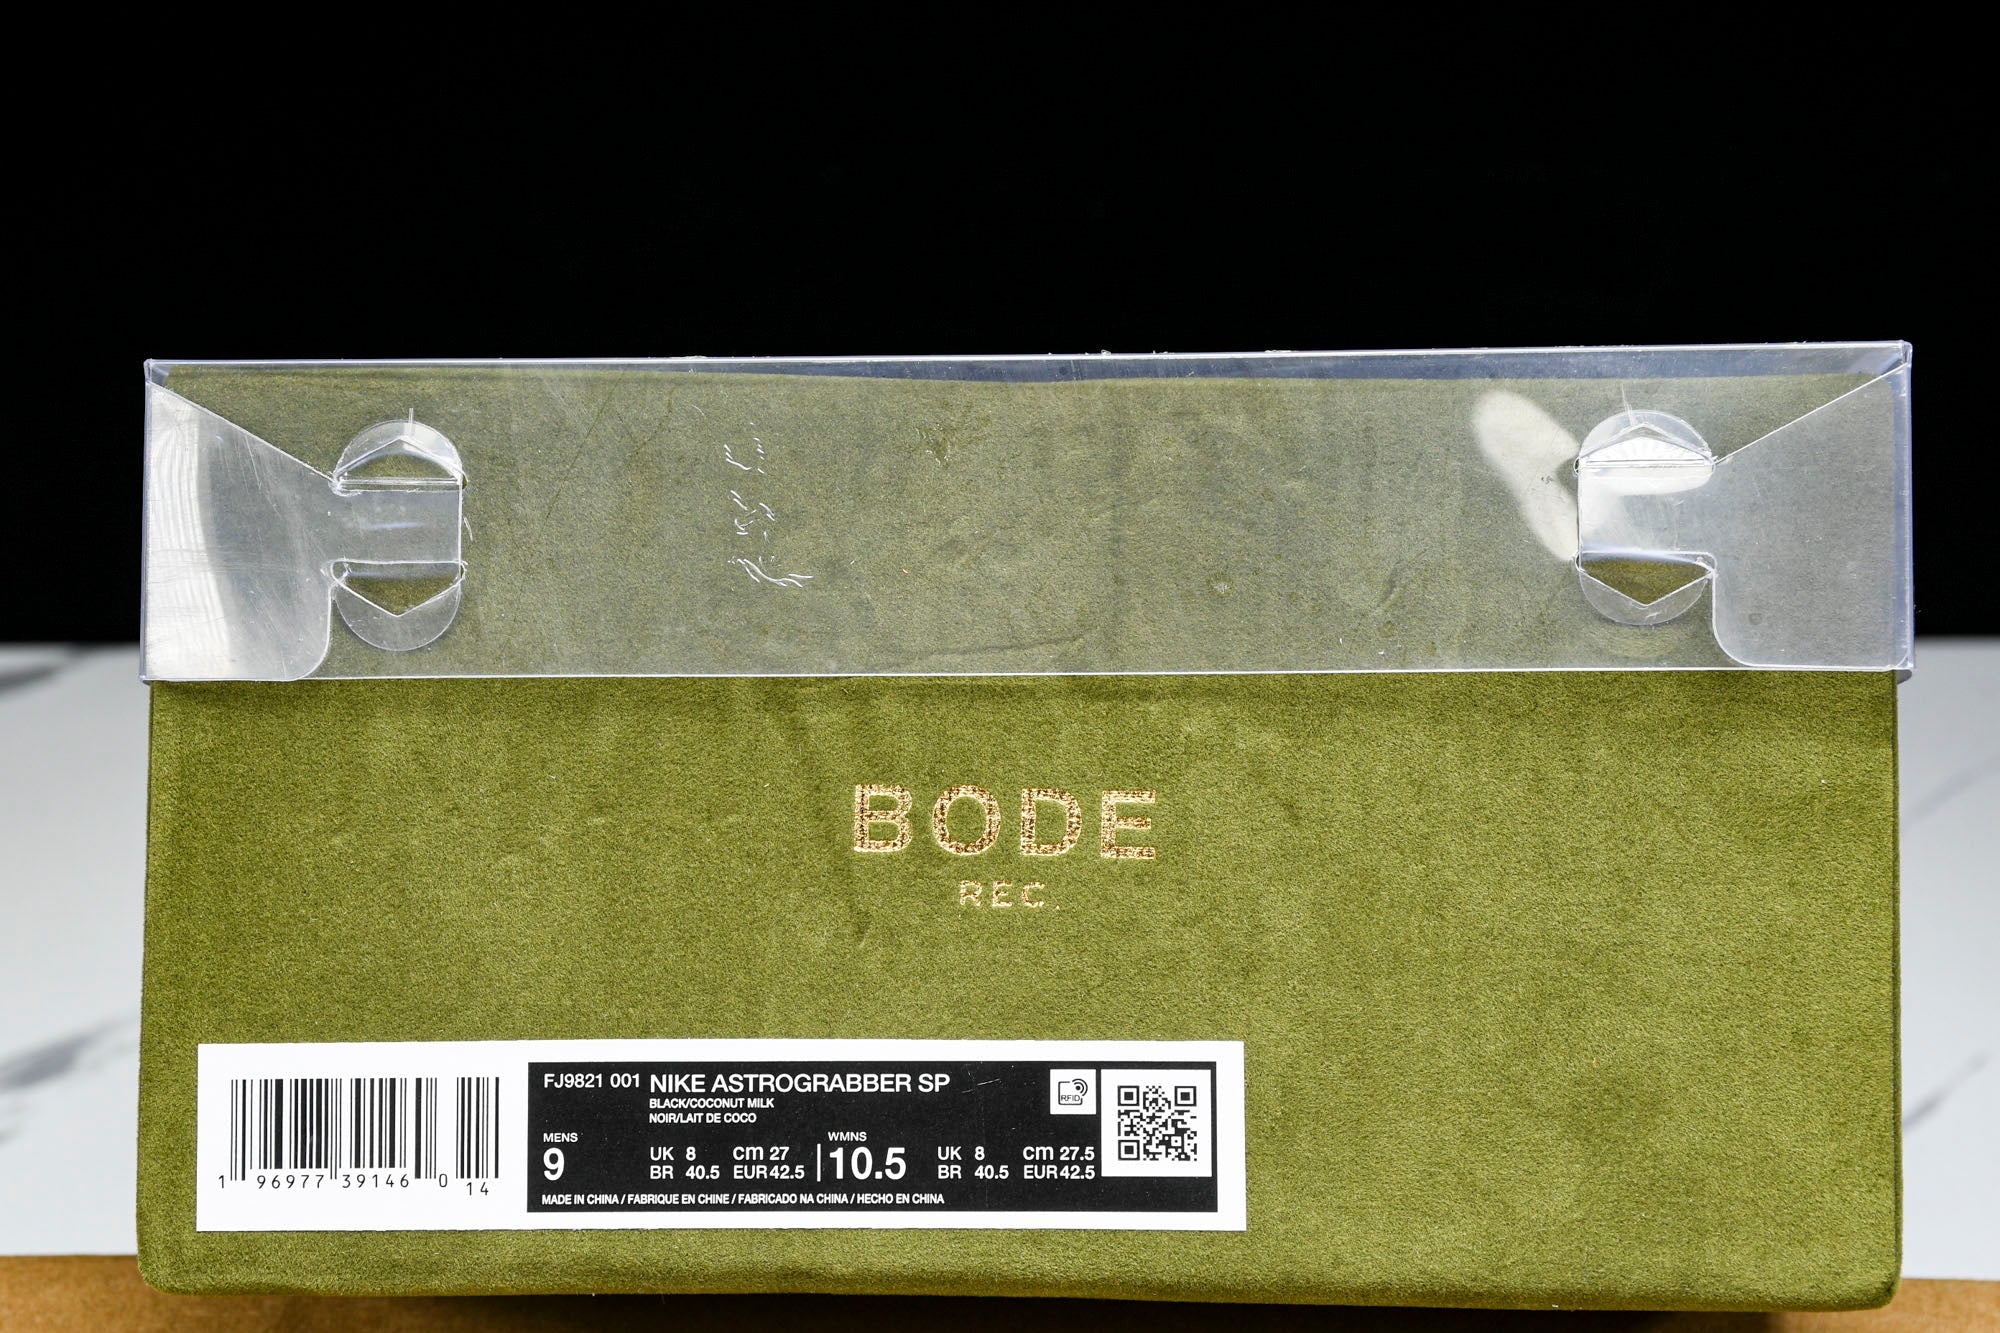 BODE
REC.
FJ9821 001 NIKE ASTROGRABBER SP
BLACK/COCONUT MILK
NOIR/LAIT DE COCO
RFID
MENS
9
UK 8 cm 27
BR 40.5 EUR 42.5
WMNS
10.5
UK 8 cm 27.5
BR 40.5 EUR 42.5
MADE IN CHINA / FABRIQUE EN CHINE / FABRICADO NA CHINA / HECHO EN CHINA
1 96977 39146 0 14